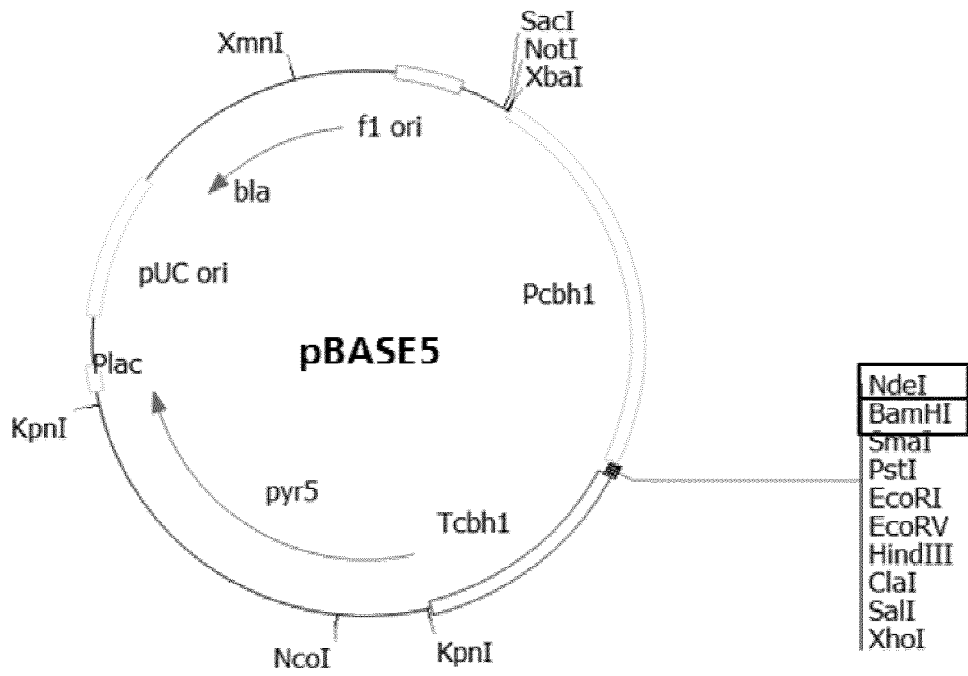 SacI
NotI
XbaI
XmnI
f1 ori
bla
pUC ori
Pcbh1
pBASE5
Plac
KpnI
pyr5
Tcbh1
NcoI
KpnI
NdeI
BamHI
SmaI
PstI
EcoRI
EcoRV
HindIII
ClaI
SalI
XhoI